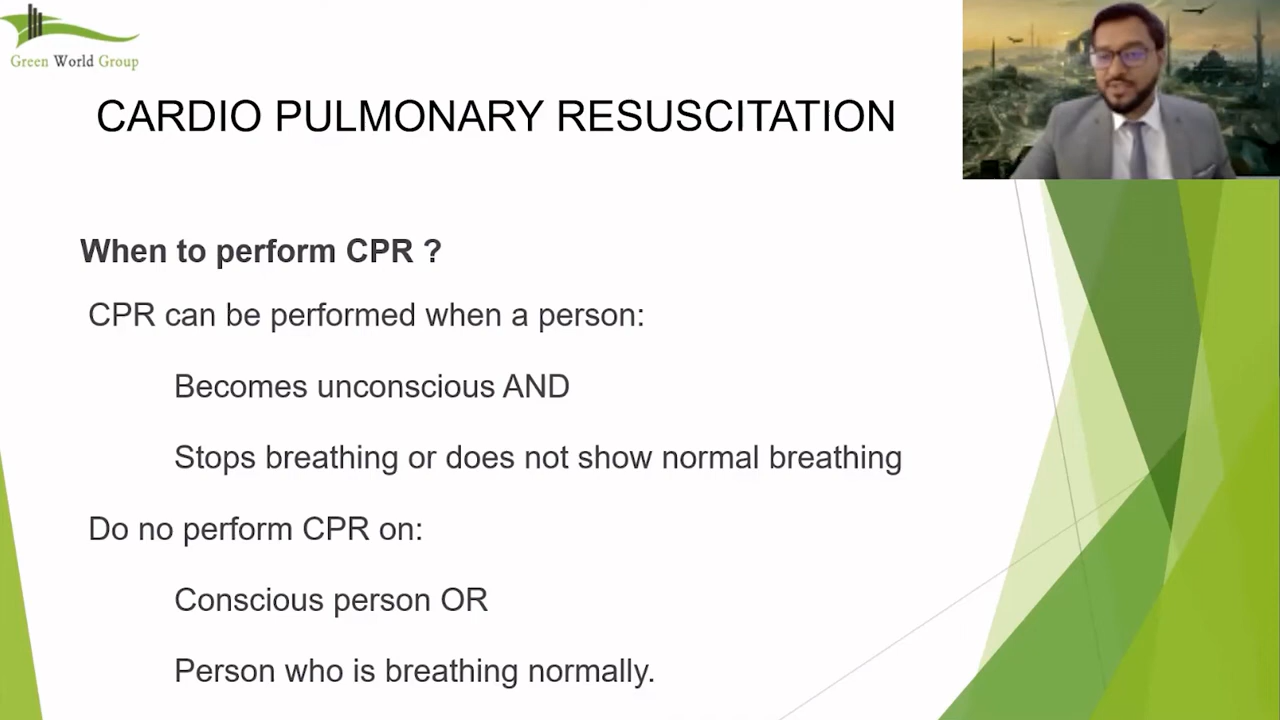 Green World Group
CARDIO PULMONARY RESUSCITATION
When to perform CPR ?
CPR can be performed when a person:
Becomes unconscious AND
Stops breathing or does not show normal breathing
Do no perform CPR on:
Conscious person OR
Person who is breathing normally.